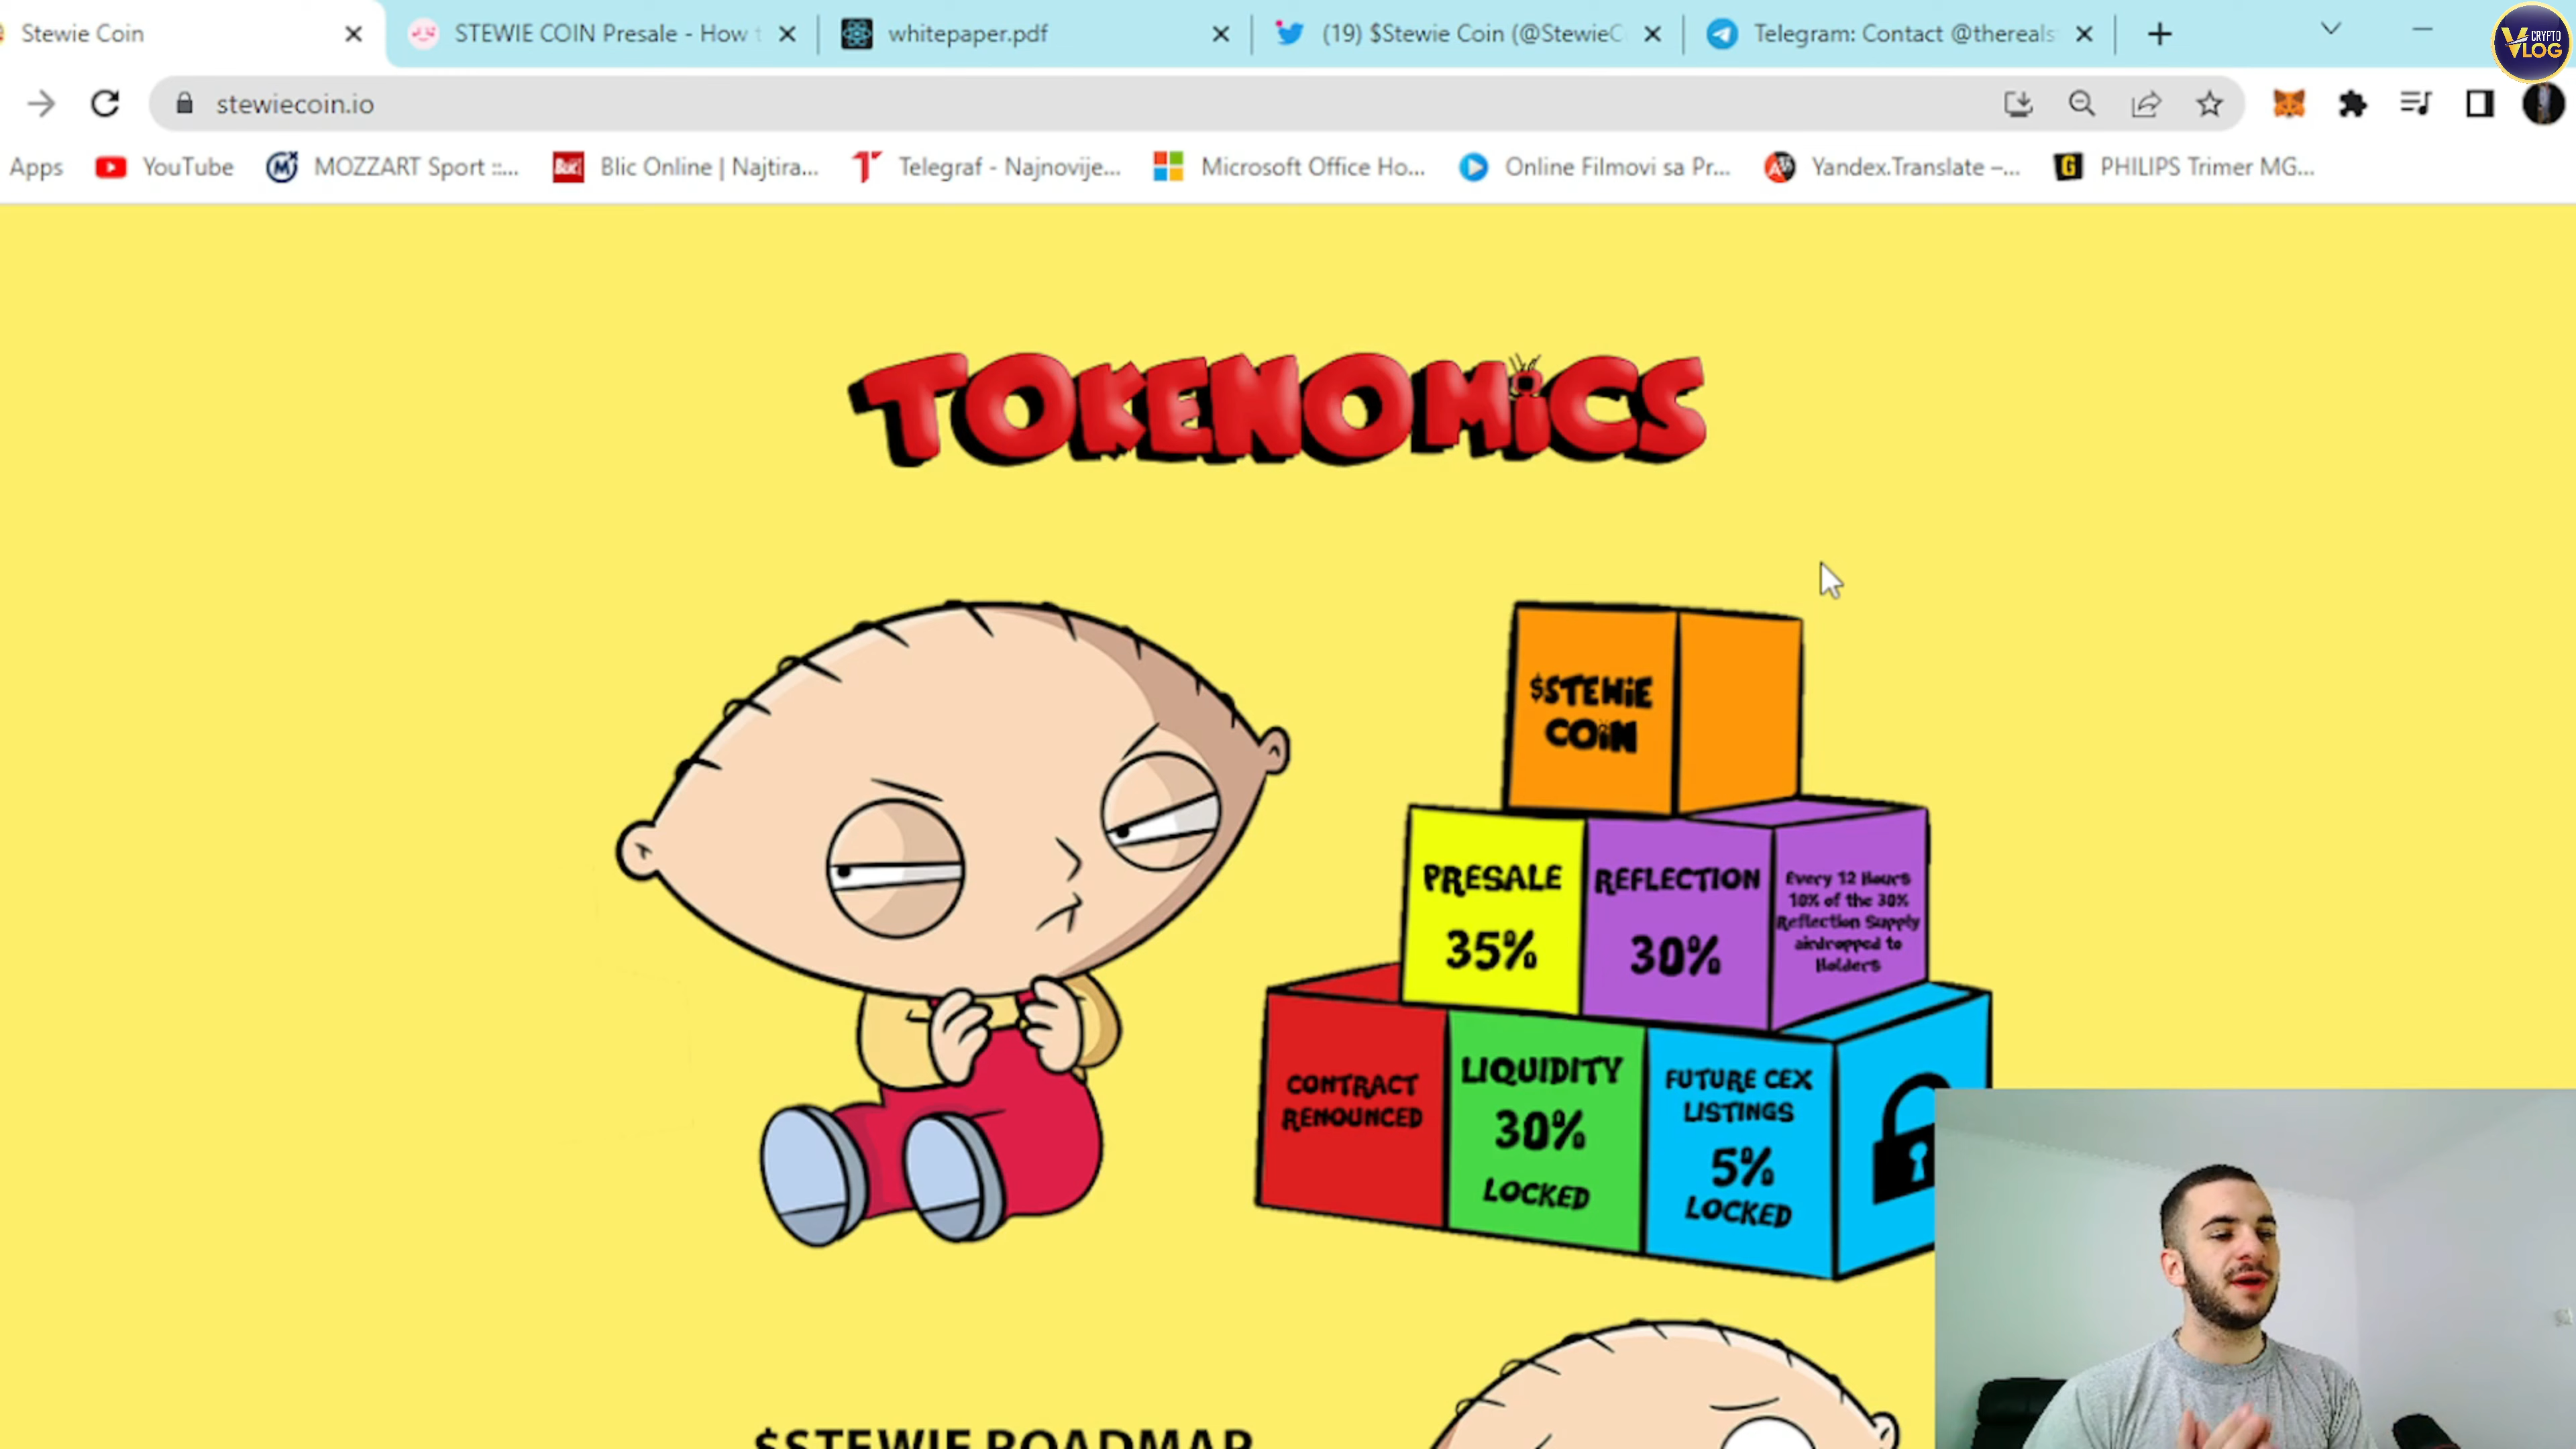 Stewie Coin
STEWIE COIN Presale - How t
whitepaper.pdf
(19) $Stewie Coin (@StewieC
Telegram: Contact @thereals
CRYPTO
VLOG
stewiecoin.io
Apps
YouTube
MOZZART Sport ::...
Blic Online | Najtira...
Telegraf - Najnovije...
Microsoft Office Ho...
Online Filmovi sa Pr...
Yandex.Translate –...
PHILIPS Trimer MG...
TOKENOMiCS
$STEWiE
COiN
PRESALE
35%
REFLECTION
30%
Every 12 Hours
10% of the 30%
Reflection Supply
airdropped to
Holders
CONTRACT
RENOUNCED
LIQUIDITY
30%
LOCKED
FUTURE CEX
LISTINGS
5%
LOCKED
$STEWIE ROADMAP